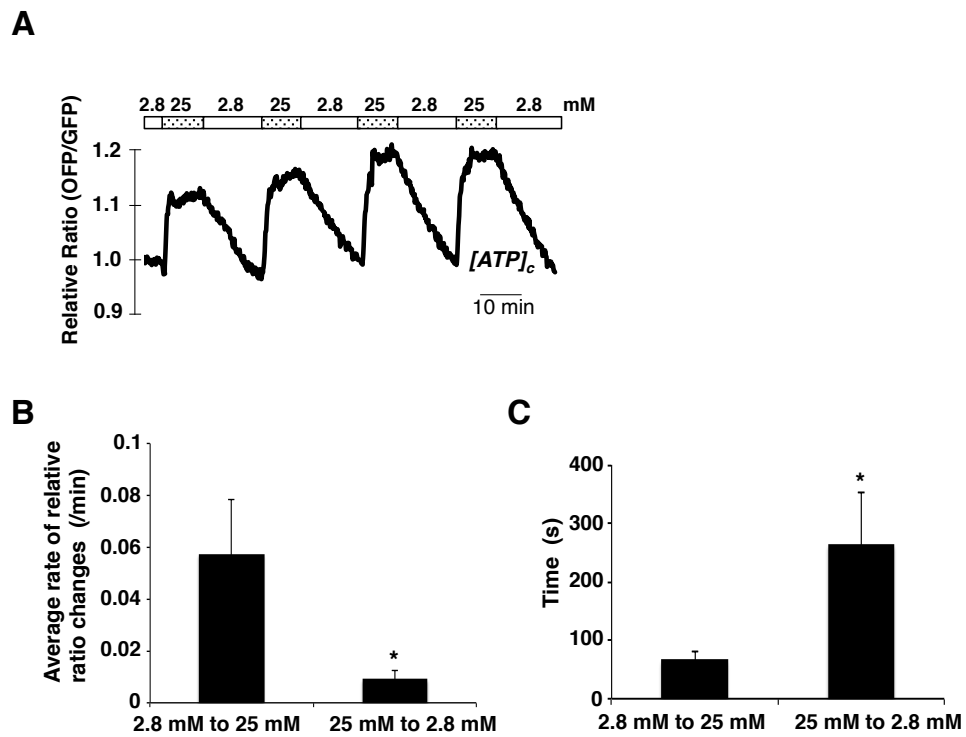 A
2.8 25 2.8 25 2.8 25 2.8 25 2.8 mM
Relative Ratio (OFP/GFP)
1.2
1.1
1.0
0.9
[ATP]c
10 min
B
Average rate of relative
ratio changes (/min)
0.1
0.08
0.06
0.04
0.02
0
*
2.8 mM to 25 mM 25 mM to 2.8 mM
C
Time (s)
400
300
200
100
0
*
2.8 mM to 25 mM 25 mM to 2.8 mM